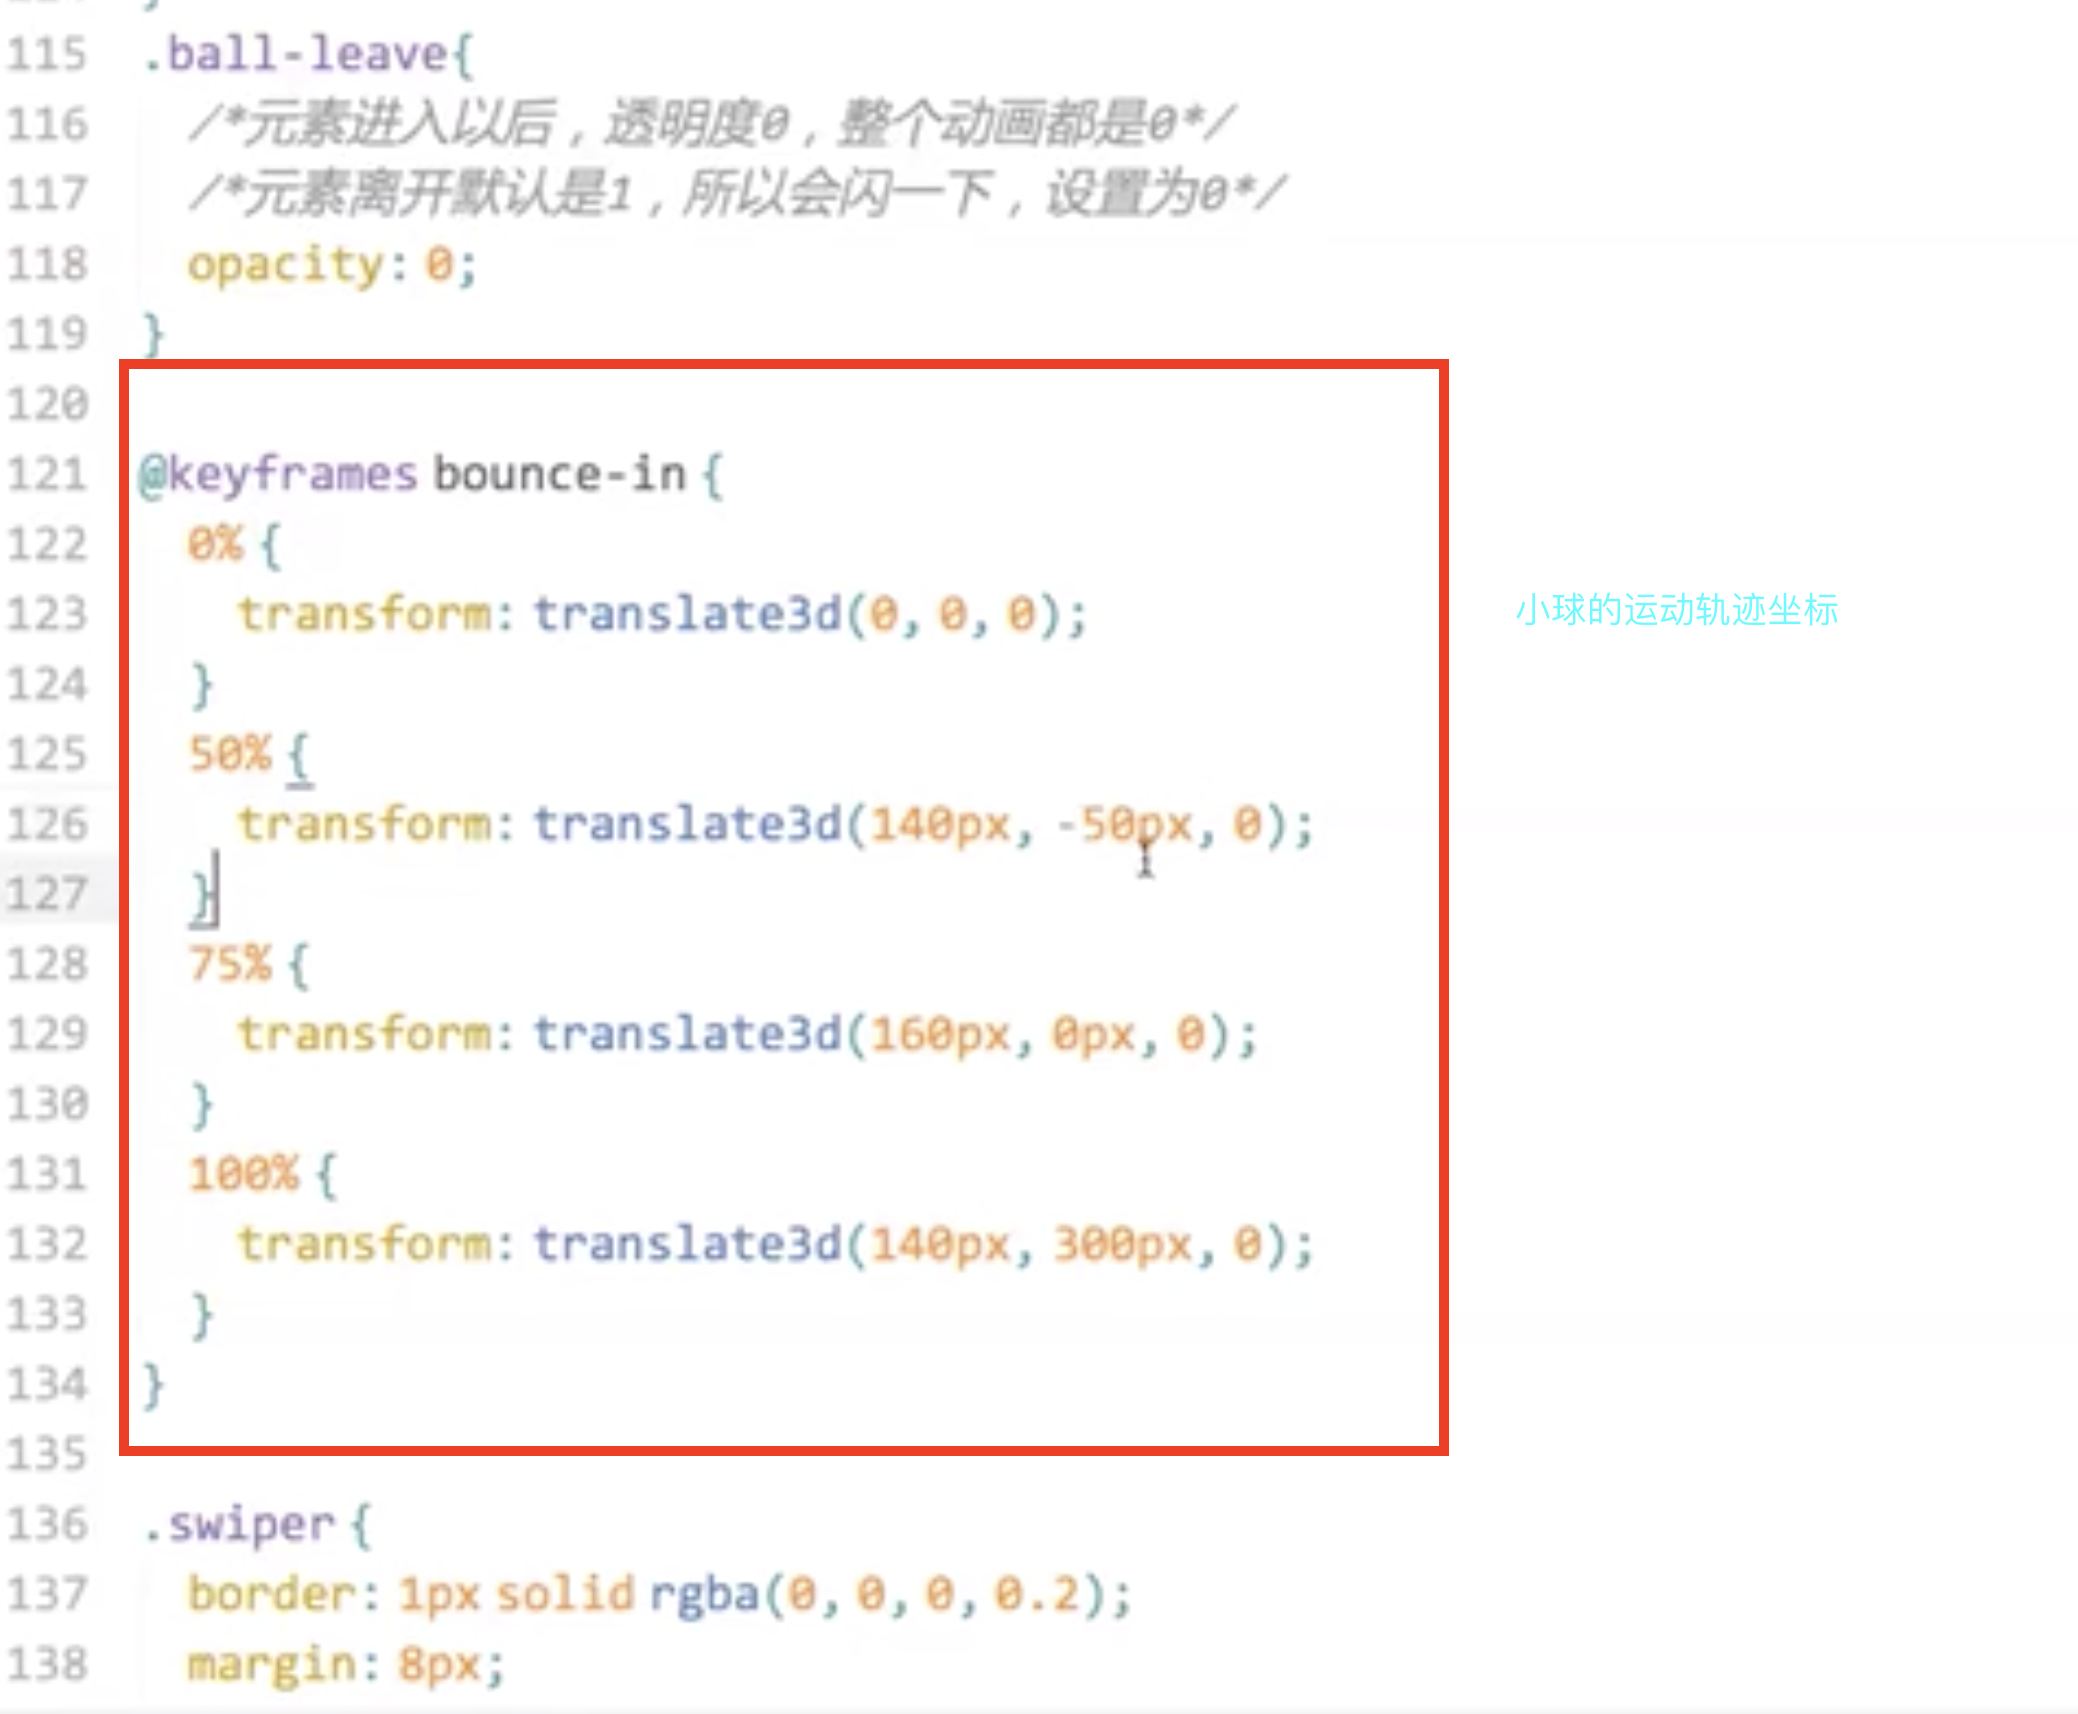 115 .ball-leave{
116 /*元素进入以后，透明度0，整个动画都是0*/
117 /*元素离开默认是1，所以会闪一下，设置为0*/
118 opacity: 0;
119 }
120
121 @keyframes bounce-in {
122 0% {
123 transform: translate3d(0, 0, 0);
小球的运动轨迹坐标
124 }
125 50% {
126 transform: translate3d(140px, -50px, 0);
127 }
128 75% {
129 transform: translate3d(160px, 0px, 0);
130 }
131 100% {
132 transform: translate3d(140px, 300px, 0);
133 }
134 }
135
136 .swiper {
137 border: 1px solid rgba(0, 0, 0, 0.2);
138 margin: 8px;